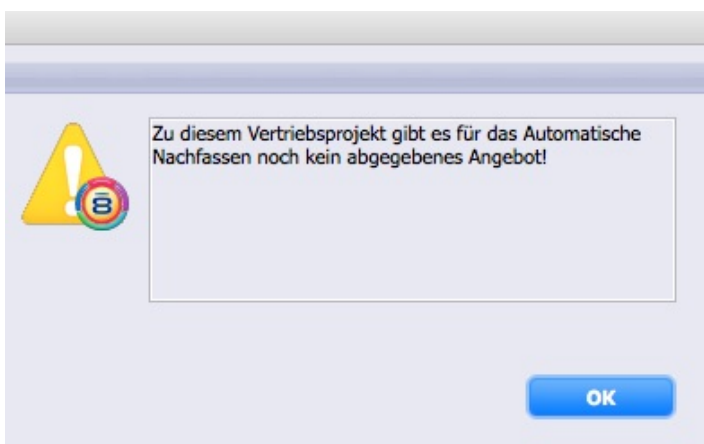 Zu diesem Vertriebsprojekt gibt es für das Automatische
Nachfassen noch kein abgegebenes Angebot!
OK